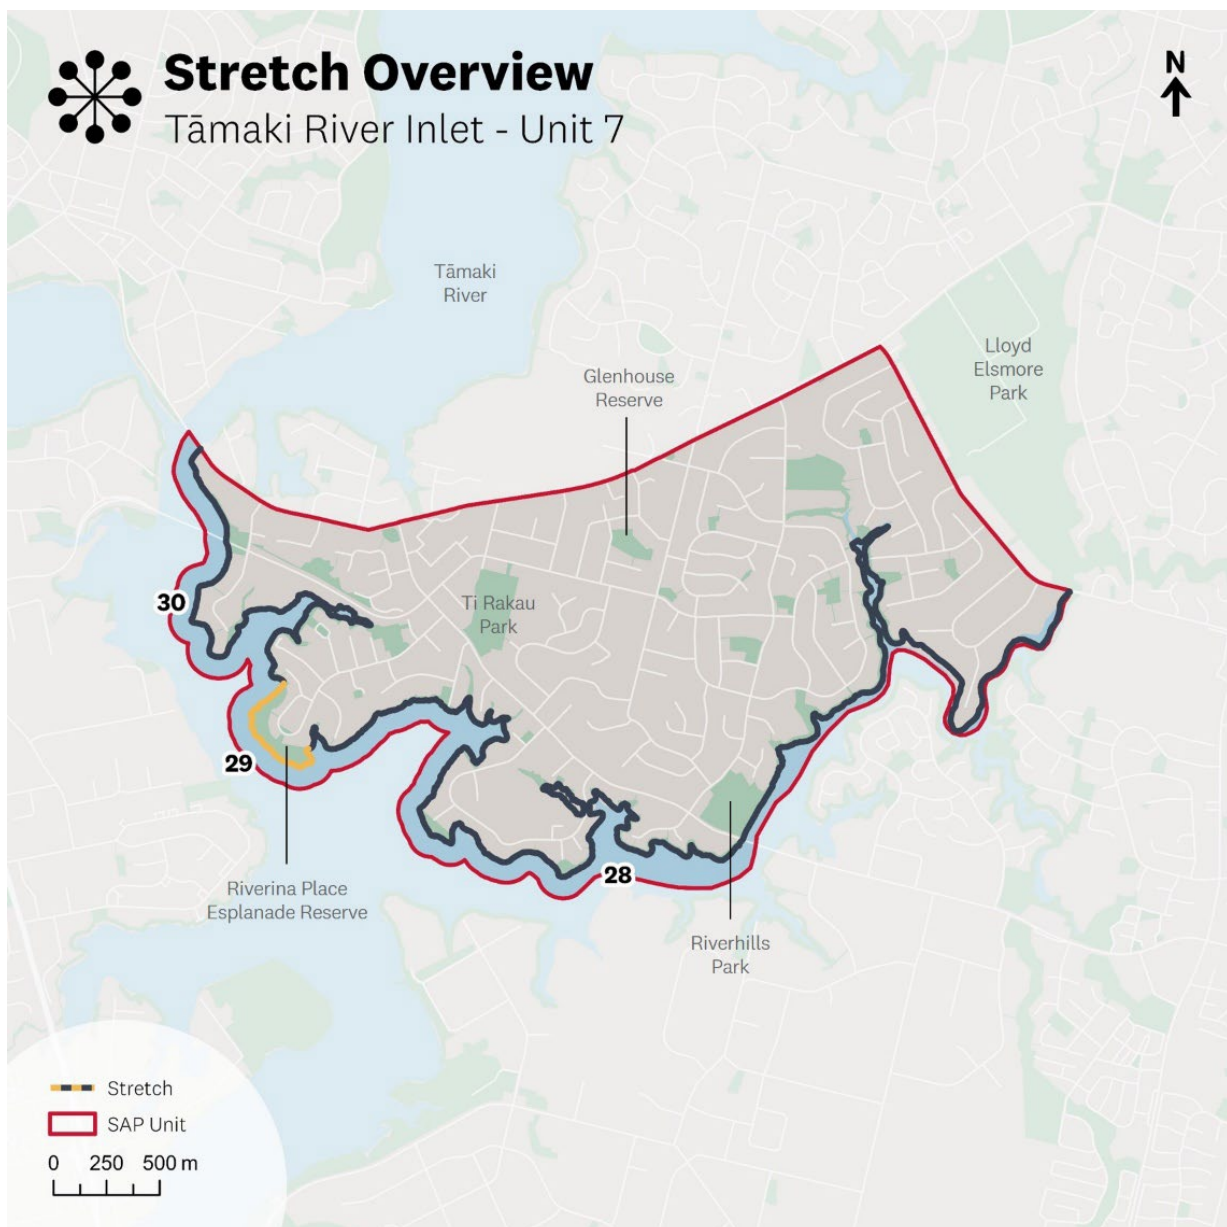 Stretch Overview
Tāmaki River Inlet - Unit 7
N
Tāmaki
River
Lloyd
Elsmore
Park
Glenhouse
Reserve
30
Ti Rakau
Park
29
28
Riverina Place
Esplanade Reserve
Riverhills
Park
Stretch
SAP Unit
0 250 500 m